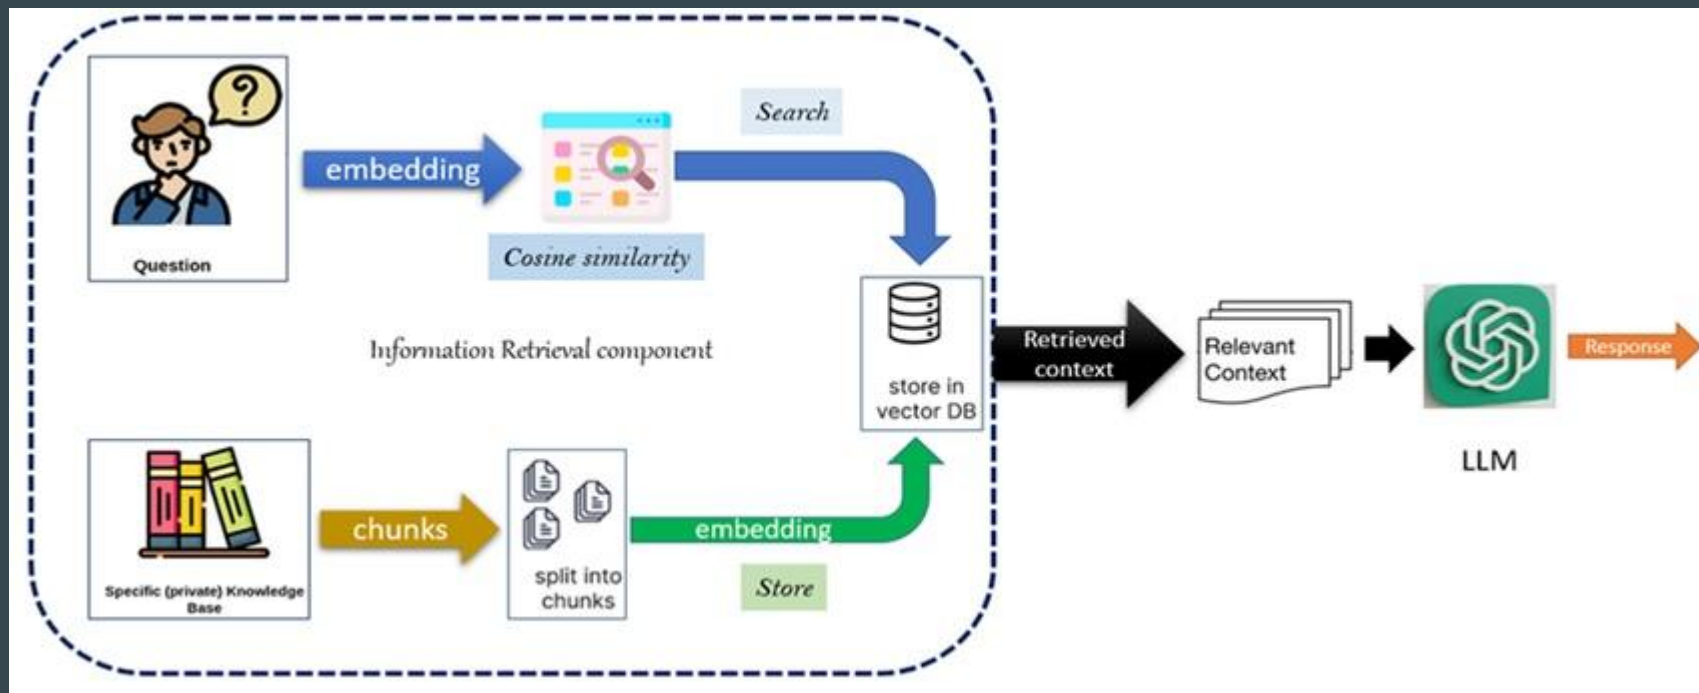 ?
Question
embedding
Cosine similarity
Search
Information Retrieval component
store in
vector DB
Specific (private) Knowledge
Base
chunks
split into
chunks
embedding
Store
Retrieved
context
Relevant
Context
LLM
Response